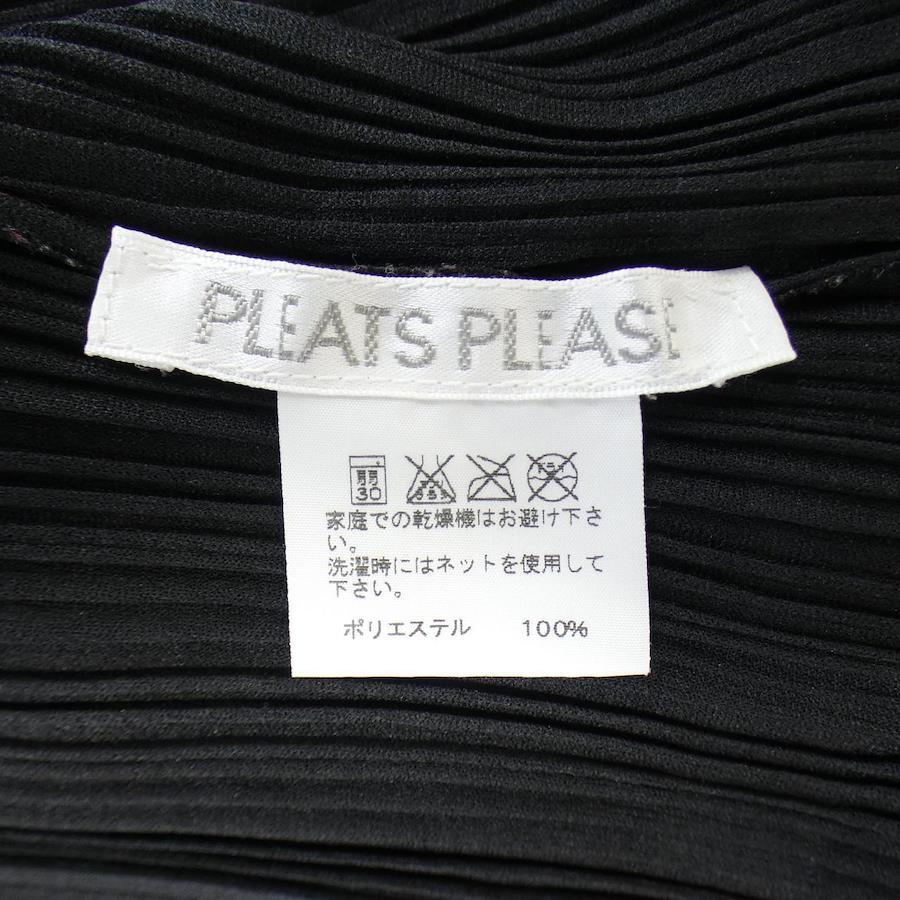 PLEATS PLEASE
弱
30
家庭での乾燥機はお避け下さ
い。
洗濯時にはネットを使用して
下さい。
ポリエステル 100%